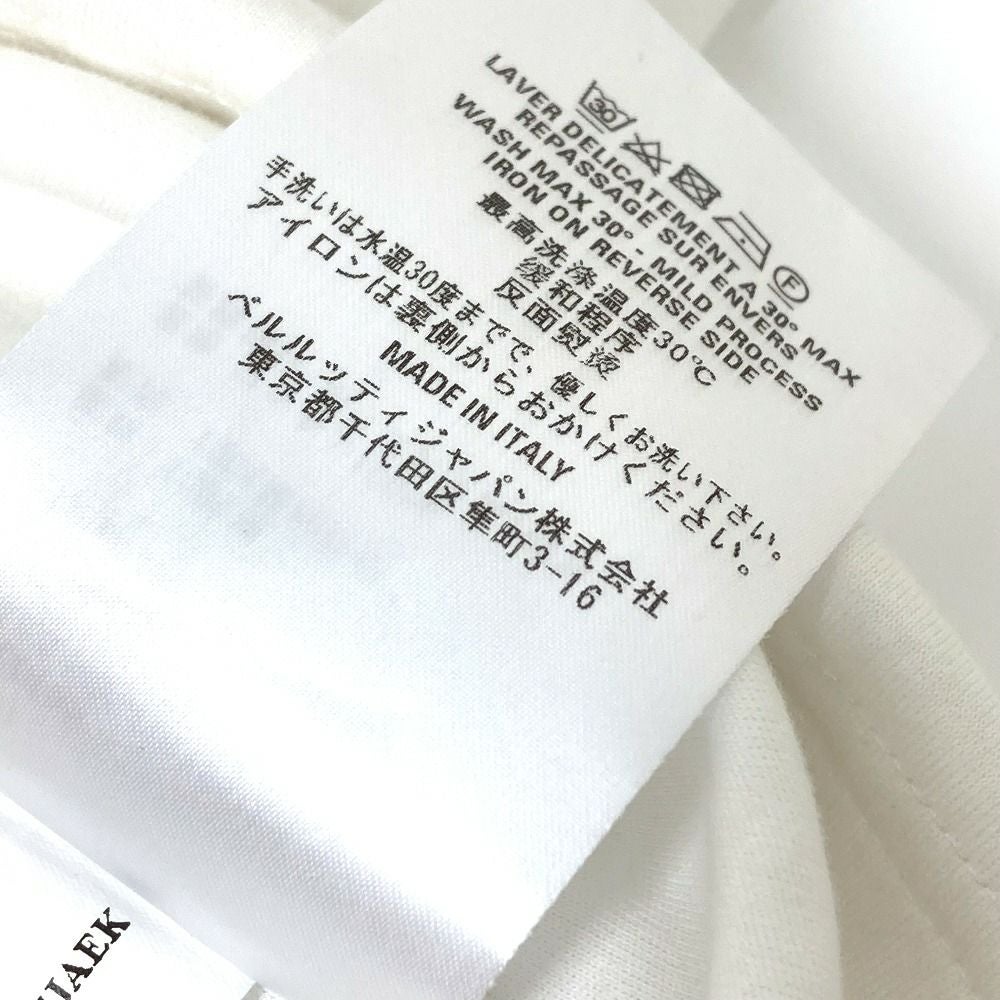 30 F
LAVER DELICATEMENT A 30° MAX
REPASSAGE SUR ENVERS
WASH MAX 30° - MILD PROCESS
IRON ON REVERSE SIDE
最高洗涤温度30℃
缓和程序
反面熨烫
手洗いは水温30度までで、優しくお洗い下さい。
アイロンは裏側からおかけください。
MADE IN ITALY
ベルルッティジャパン株式会社
東京都千代田区隼町3-16